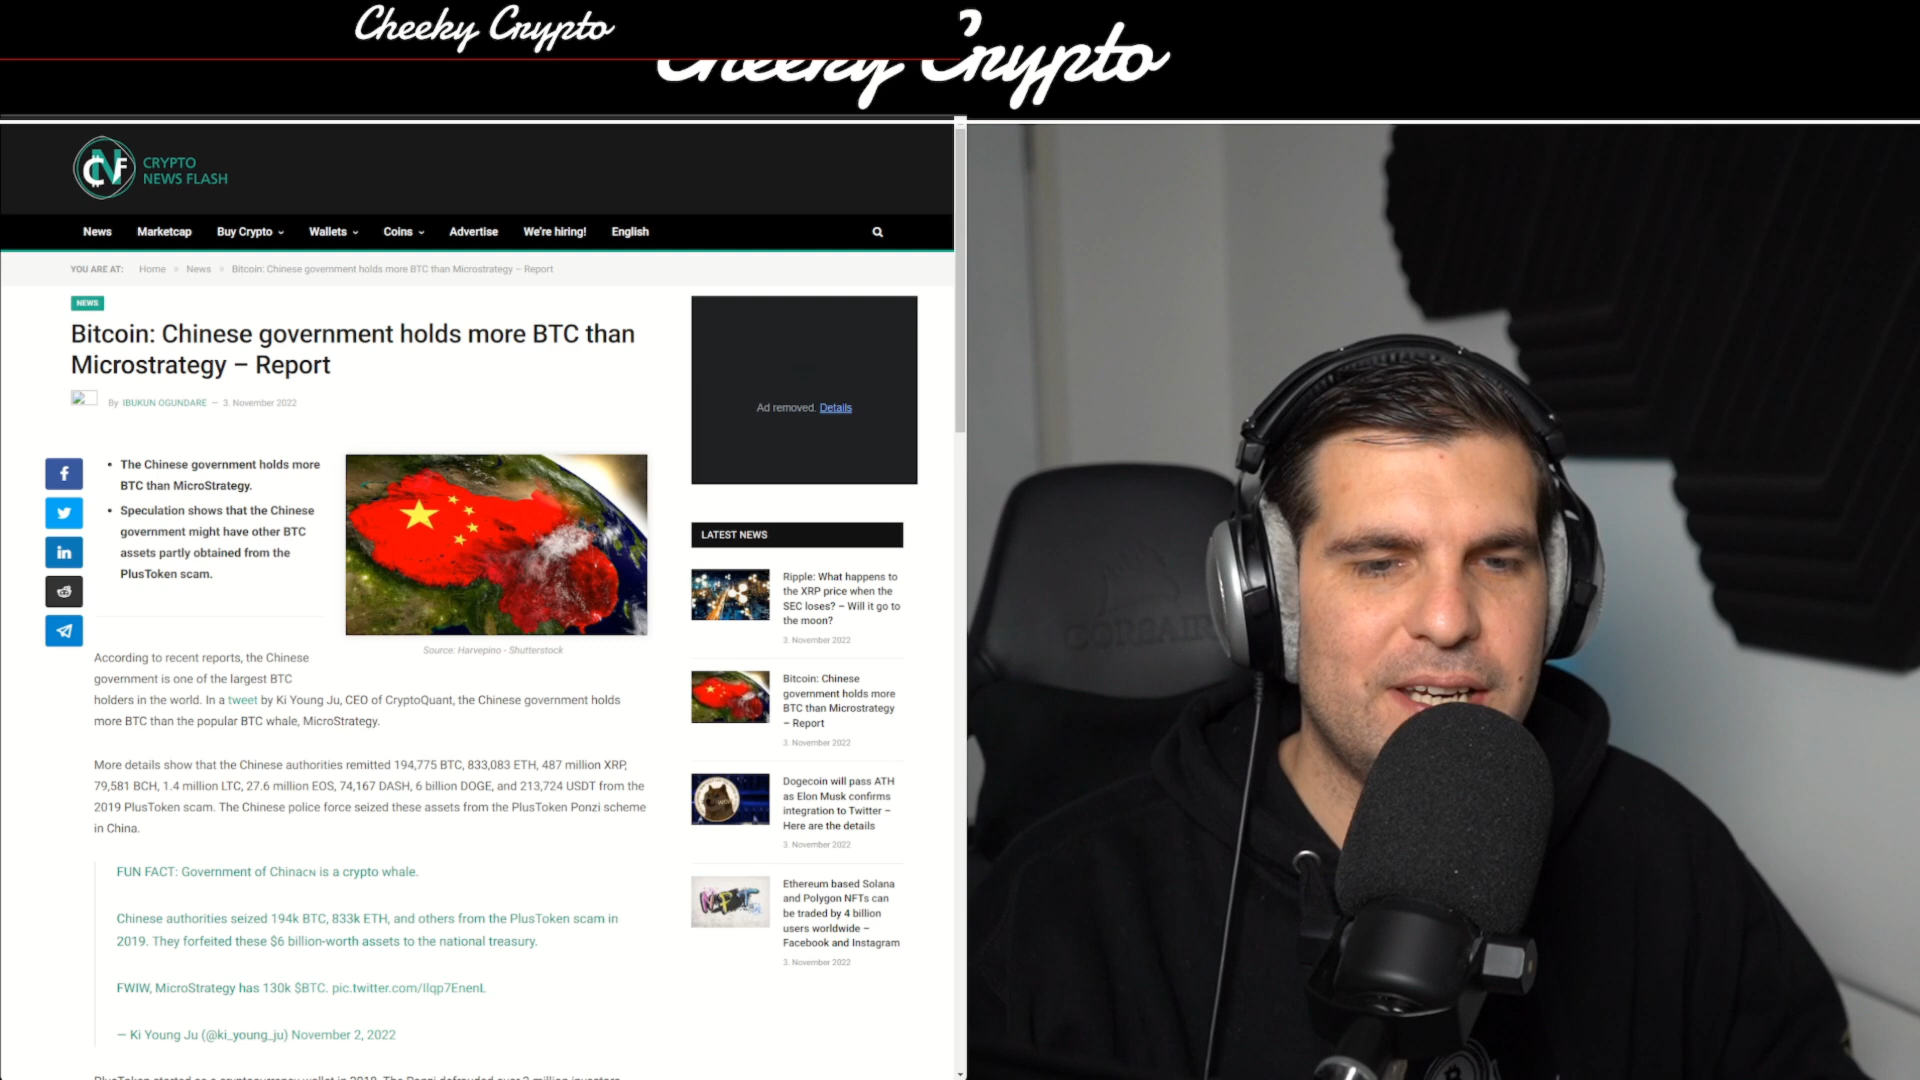 Cheeky Crypto
Cheeky Crypto
CNF
CRYPTO
NEWS FLASH
News
Marketcap
Buy Crypto
Wallets
Coins
Advertise
We're hiring!
English
YOU ARE AT: Home » News » Bitcoin: Chinese government holds more BTC than Microstrategy – Report
NEWS
Bitcoin: Chinese government holds more BTC than
Microstrategy – Report
By IBUKUN OGUNDARE — 3. November 2022
• The Chinese government holds more
BTC than MicroStrategy.
• Speculation shows that the Chinese
government might have other BTC
assets partly obtained from the
PlusToken scam.
Source: Harvepino - Shutterstock
According to recent reports, the Chinese
government is one of the largest BTC
holders in the world. In a tweet by Ki Young Ju, CEO of CryptoQuant, the Chinese government holds
more BTC than the popular BTC whale, MicroStrategy.
More details show that the Chinese authorities remitted 194,775 BTC, 833,083 ETH, 487 million XRP,
79,581 BCH, 1.4 million LTC, 27.6 million EOS, 74,167 DASH, 6 billion DOGE, and 213,724 USDT from the
2019 PlusToken scam. The Chinese police force seized these assets from the PlusToken Ponzi scheme
in China.
FUN FACT: Government of ChinaCN is a crypto whale.
Chinese authorities seized 194k BTC, 833k ETH, and others from the PlusToken scam in
2019. They forfeited these $6 billion-worth assets to the national treasury.
FWIW, MicroStrategy has 130k $BTC. pic.twitter.com/Ilqp7EnenL
— Ki Young Ju (@ki_young_ju) November 2, 2022
Ad removed. Details
LATEST NEWS
Ripple: What happens to
the XRP price when the
SEC loses? – Will it go to
the moon?
3. November 2022
Bitcoin: Chinese
government holds more
BTC than Microstrategy
– Report
3. November 2022
Dogecoin will pass ATH
as Elon Musk confirms
integration to Twitter –
Here are the details
3. November 2022
NFT
Ethereum based Solana
and Polygon NFTs can
be traded by 4 billion
users worldwide –
Facebook and Instagram
3. November 2022
CORSAIR